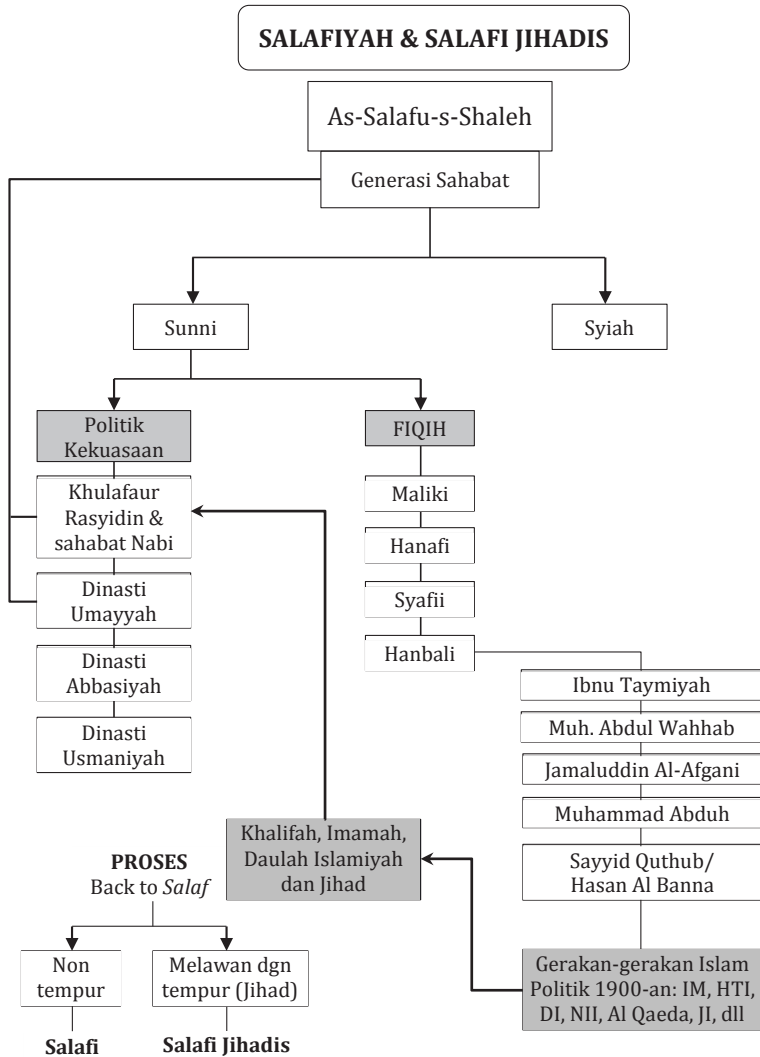 SALAFIYAH & SALAFI JIHADIS
As-Salafu-s-Shaleh
Generasi Sahabat
Sunni
Syiah
Politik
Kekuasaan
Khulafaur
Rasyidin &
sahabat Nabi
Dinasti
Umayyah
Dinasti
Abbasiyah
Dinasti
Usmaniyah
FIQIH
Maliki
Hanafi
Syafii
Hanbali
Ibnu Taymiyah
Muh. Abdul Wahhab
Jamaluddin Al-Afgani
Muhammad Abduh
Sayyid Quthub/
Hasan Al Banna
Gerakan-gerakan Islam
Politik 1900-an: IM, HTI,
DI, NII, Al Qaeda, JI, dll
Khalifah, Imamah,
Daulah Islamiyah
dan Jihad
PROSES
Back to Salaf
Non
tempur
Salafi
Melawan dgn
tempur (Jihad)
Salafi Jihadis